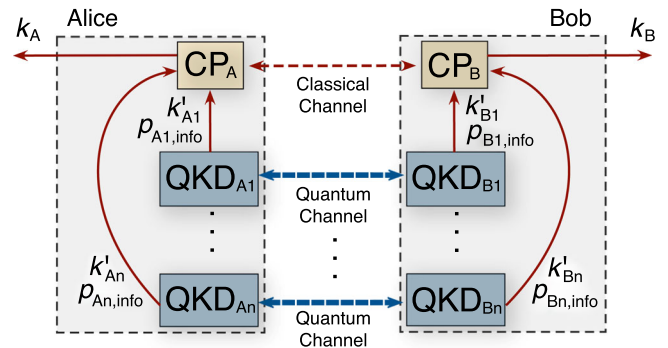 Alice
Bob
k_A
CP_A
CP_B
k_B
Classical
Channel
k'_A1
p_A1,info
k'_B1
p_B1,info
QKD_A1
QKD_B1
Quantum
Channel
k'_An
p_An,info
k'_Bn
p_Bn,info
QKD_An
QKD_Bn
Quantum
Channel